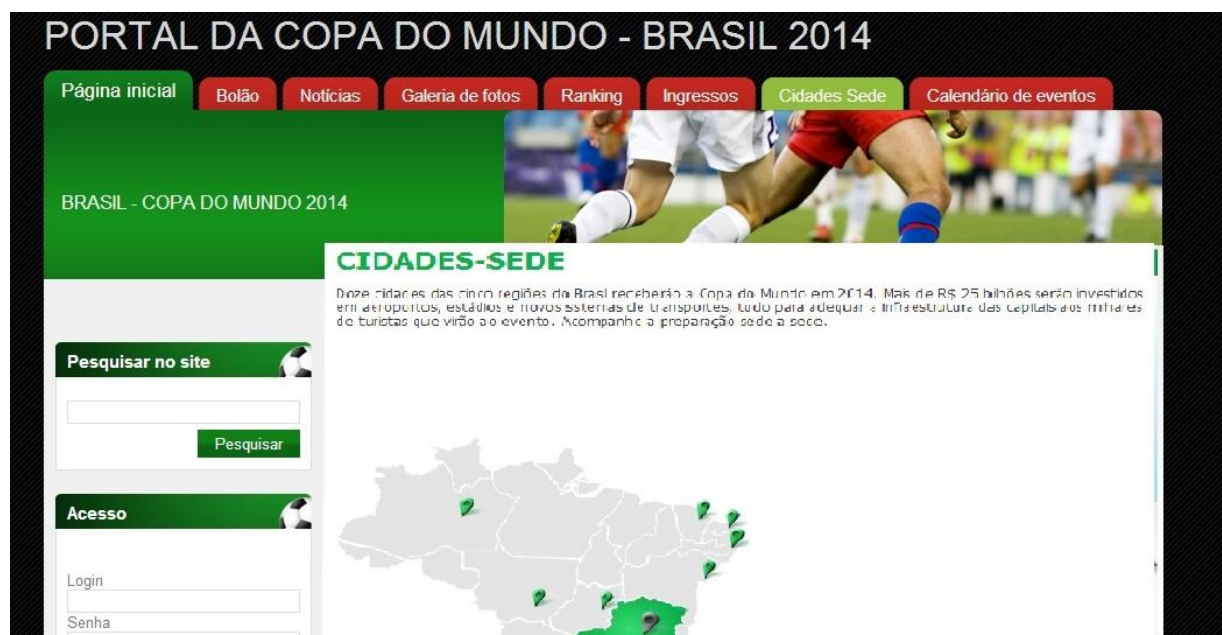 PORTAL DA COPA DO MUNDO - BRASIL 2014
Página inicial Bolão Notícias Galeria de fotos Ranking Ingressos Cidades Sede Calendário de eventos
BRASIL - COPA DO MUNDO 2014
CIDADES-SEDE
Doze cidades das cinco regiões do Brasil receberão a Copa do Mundo em 2014. Mais de R$ 25 bilhões serão investidos
em aeroportos, estádios e novos sistemas de transportes, tudo para adequar a infraestrutura das capitais aos milhares
de turistas que virão ao evento. Acompanhe a preparação sede a sede.
Pesquisar no site
Pesquisar
Acesso
Login
Senha